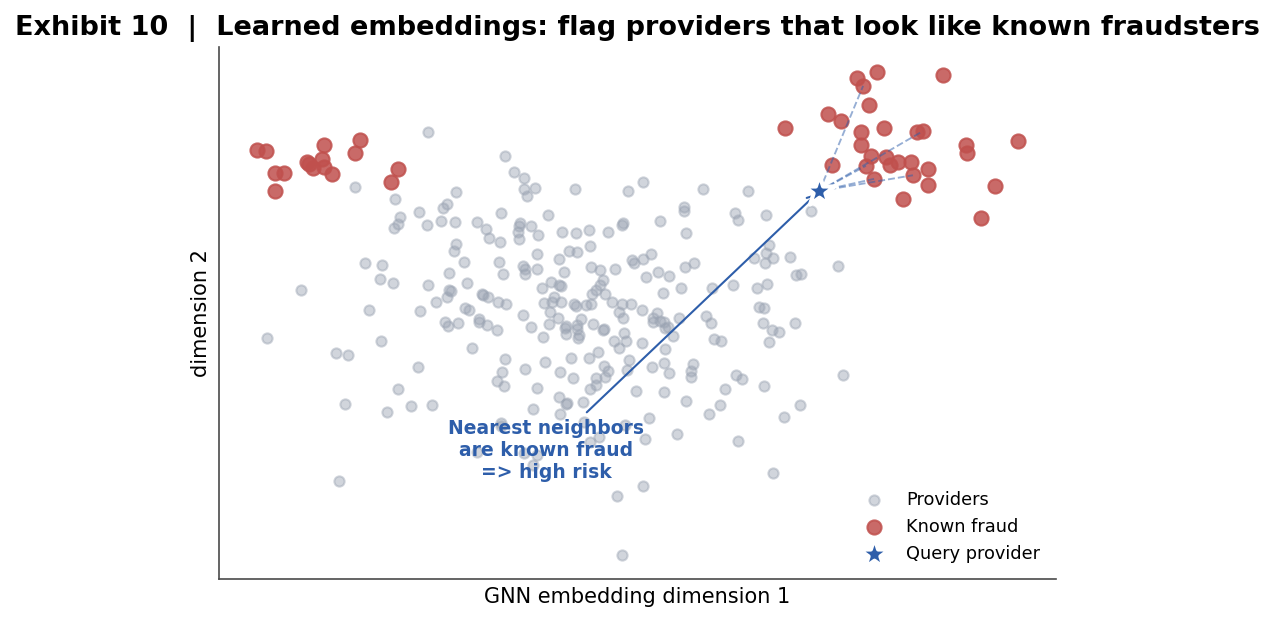 Exhibit 10 | Learned embeddings: flag providers that look like known fraudsters
dimension 2
Nearest neighbors
are known fraud
=> high risk
Providers
Known fraud
Query provider
GNN embedding dimension 1